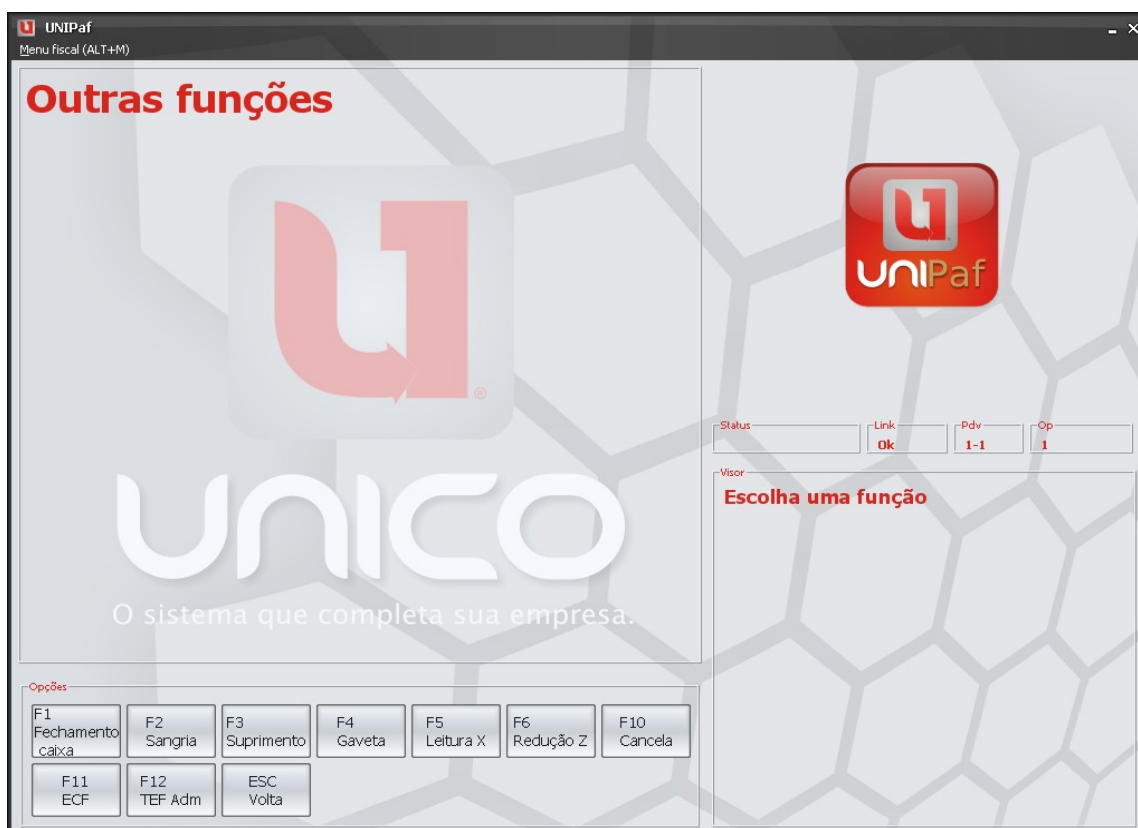 UNIPaf
Menu fiscal (ALT+M)
Outras funções
®
UNICO
O sistema que completa sua empresa.
UNIPaf
Status
Link
Ok
Pdv
1-1
Op
1
Visor
Escolha uma função
Opções
F1
Fechamento
caixa
F2
Sangria
F3
Suprimento
F4
Gaveta
F5
Leitura X
F6
Redução Z
F10
Cancela
F11
ECF
F12
TEF Adm
ESC
Volta